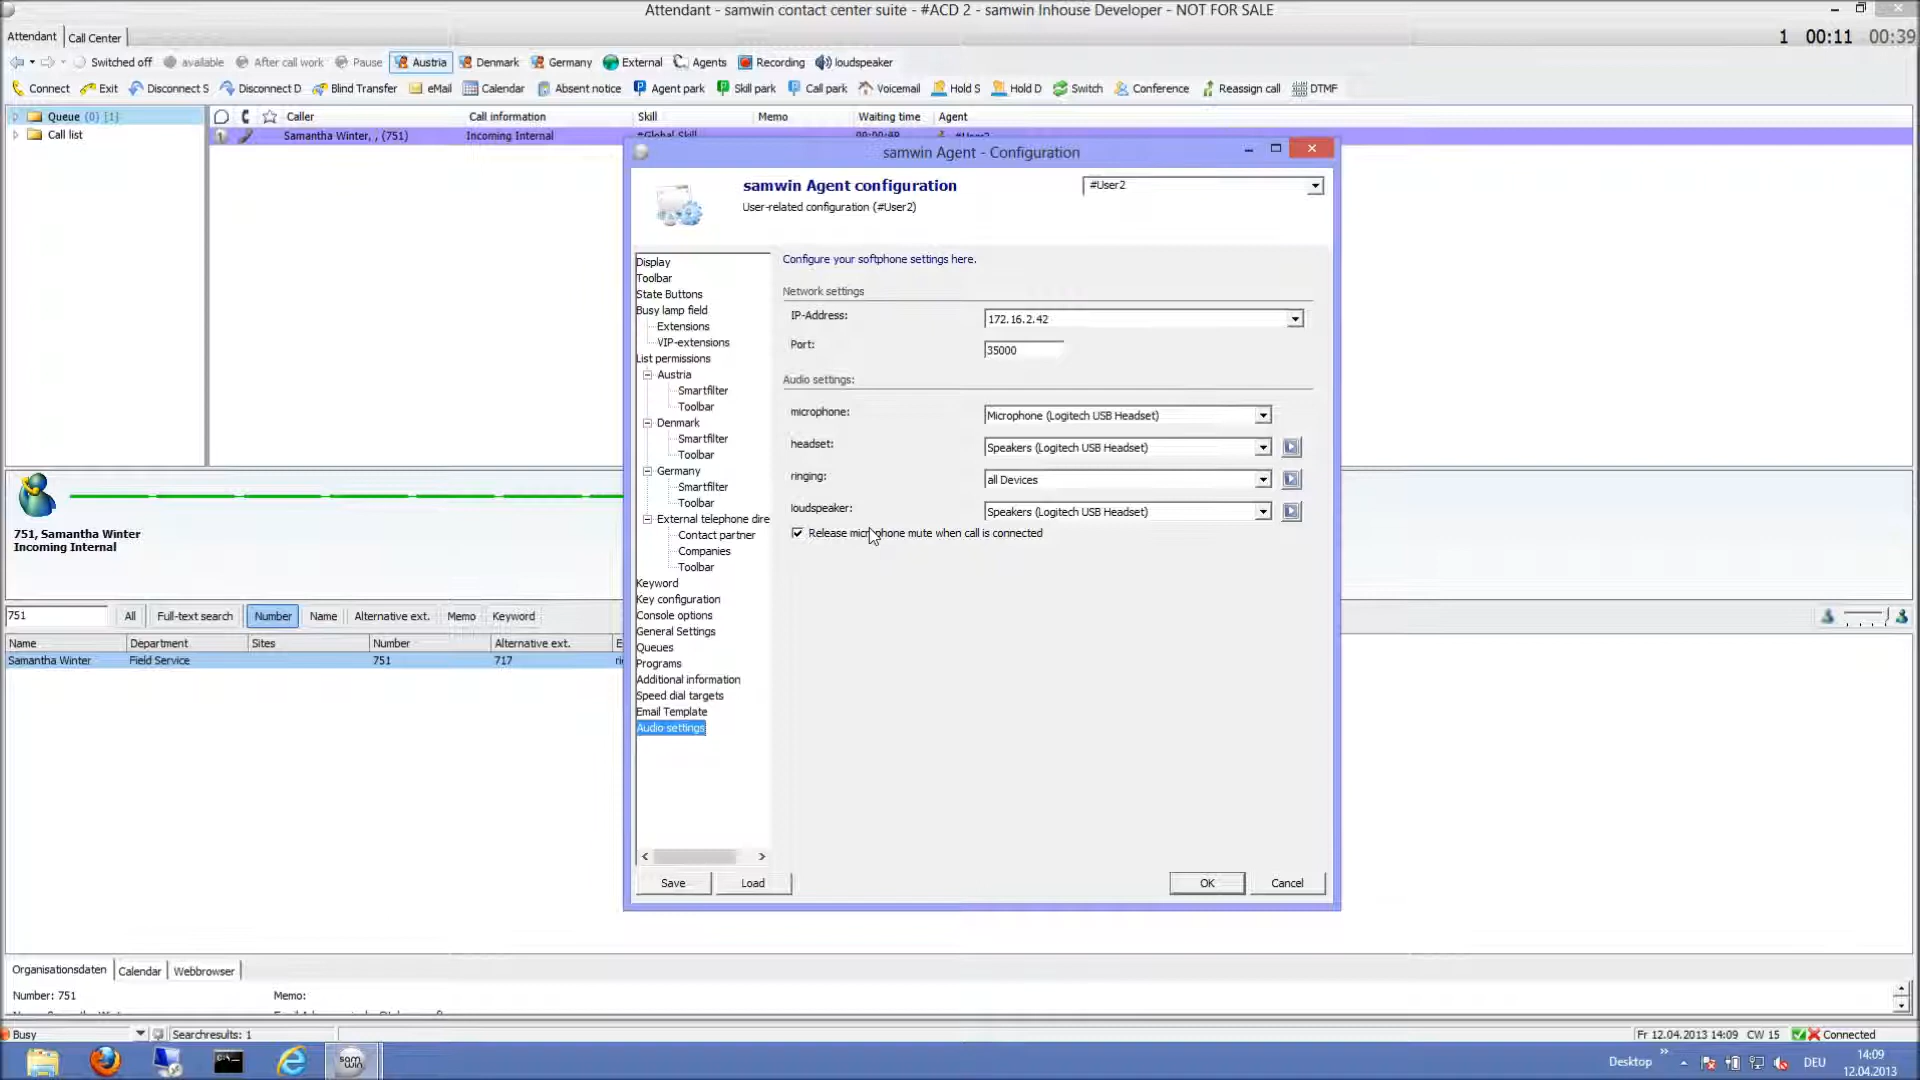 Attendant - samwin contact center suite - #ACD 2 - samwin Inhouse Developer - NOT FOR SALE
Attendant Call Center 1 00:11 00:39
Switched off available After call work Pause Austria Denmark Germany External Agents Recording loudspeaker
Connect Exit Disconnect S Disconnect D Blind Transfer eMail Calendar Absent notice Agent park Skill park Call park Voicemail Hold S Hold D Switch Conference Reassign call DTMF
Queue (0) [1]
Call list
Caller Call information Skill Memo Waiting time Agent
Samantha Winter, , (751) Incoming Internal #Global Skill 00:00:49 #User2
samwin Agent - Configuration
samwin Agent configuration
User-related configuration (#User2)
#User2
Display
Toolbar
State Buttons
Busy lamp field
Extensions
VIP-extensions
List permissions
Austria
Smartfilter
Toolbar
Denmark
Smartfilter
Toolbar
Germany
Smartfilter
Toolbar
External telephone dire
Contact partner
Companies
Toolbar
Keyword
Key configuration
Console options
General Settings
Queues
Programs
Additional information
Speed dial targets
Email Template
Audio settings
Configure your softphone settings here.
Network settings
IP-Address: 172.16.2.42
Port: 35000
Audio settings:
microphone: Microphone (Logitech USB Headset)
headset: Speakers (Logitech USB Headset)
ringing: all Devices
loudspeaker: Speakers (Logitech USB Headset)
Release microphone mute when call is connected
Save Load OK Cancel
751, Samantha Winter
Incoming Internal
751 All Full-text search Number Name Alternative ext. Memo Keyword
Name Department Sites Number Alternative ext. E
Samantha Winter Field Service 751 717 ri
Organisationsdaten Calendar Webbrowser
Number: 751 Memo:
Busy Searchresults: 1 Fr 12.04.2013 14:09 CW 15 Connected
sam
win
Desktop DEU 14:09
12.04.2013